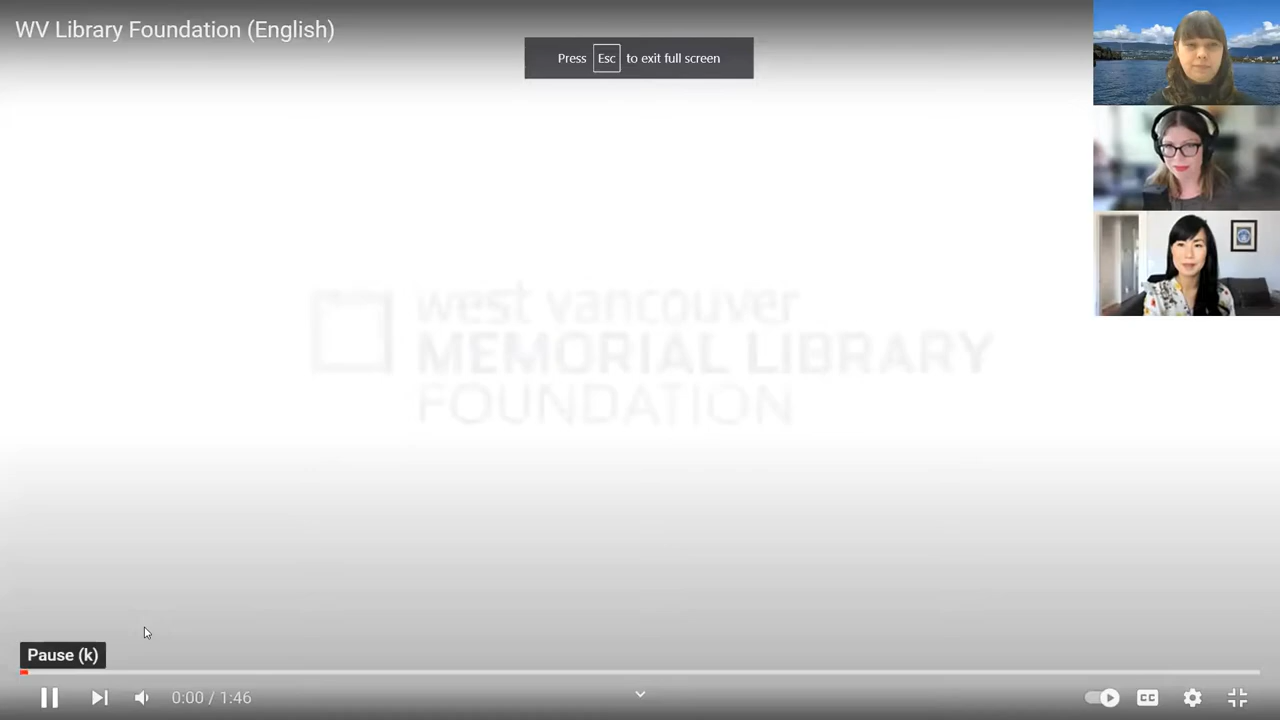 WV Library Foundation (English)
Press Esc to exit full screen
west vancouver
MEMORIAL LIBRARY
FOUNDATION
Pause (k)
0:00 / 1:46
CC